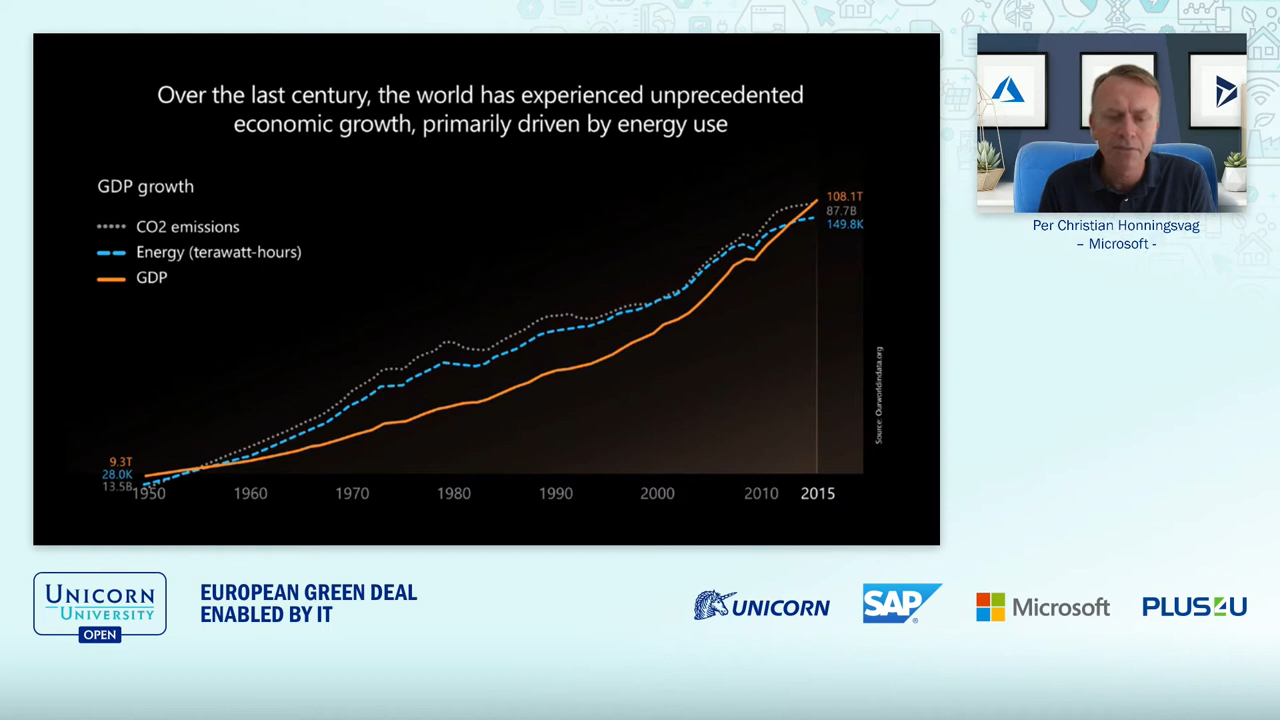 Over the last century, the world has experienced unprecedented
economic growth, primarily driven by energy use
GDP growth
CO2 emissions
Energy (terawatt-hours)
GDP
108.1T
87.7B
149.8K
9.3T
28.0K
13.5B
1950
1960
1970
1980
1990
2000
2010
2015
Source: Ourworldindata.org
Per Christian Honningsvag
– Microsoft -
UNICORN
UNIVERSITY
OPEN
EUROPEAN GREEN DEAL
ENABLED BY IT
UNICORN
SAP
®
Microsoft
PLUS4U